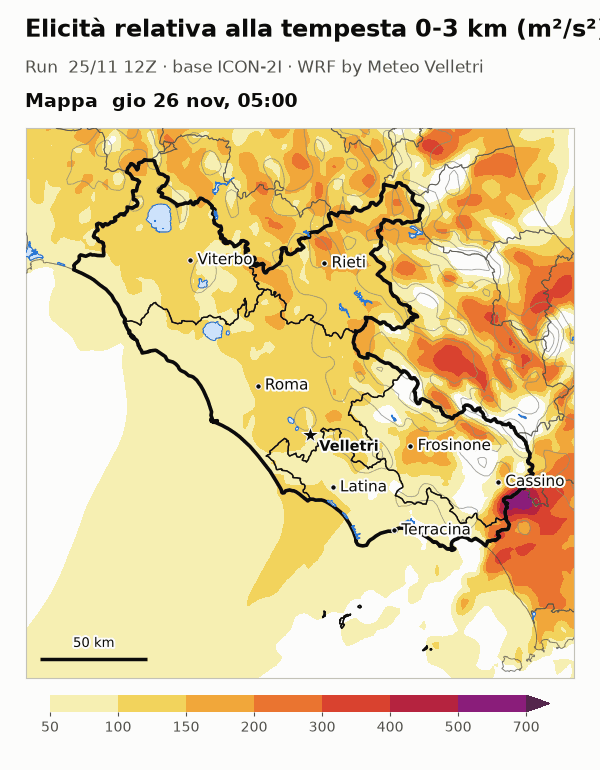 Elicità relativa alla tempesta 0-3 km (m²/s²)
Run 25/11 12Z · base ICON-2I · WRF by Meteo Velletri
Mappa gio 26 nov, 05:00
Viterbo
Rieti
Roma
Velletri
Frosinone
Cassino
Latina
Terracina
50 km
50 100 150 200 300 400 500 700